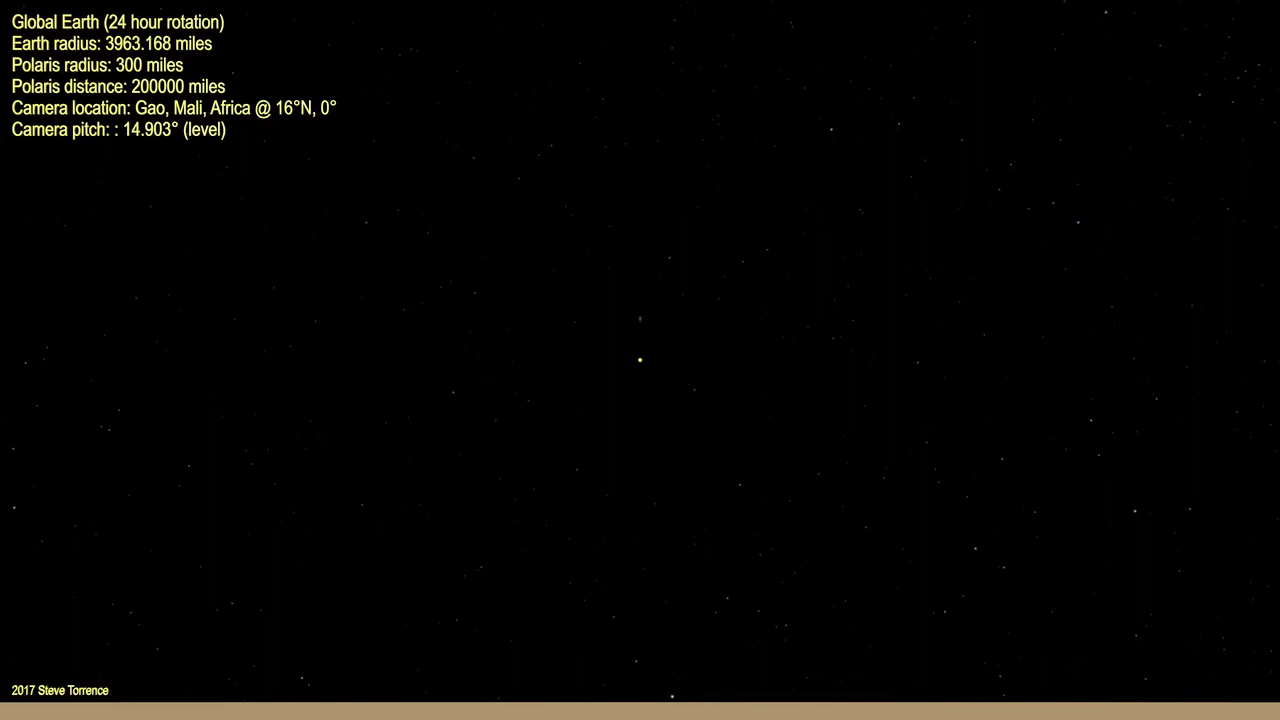 Global Earth (24 hour rotation)
Earth radius: 3963.168 miles
Polaris radius: 300 miles
Polaris distance: 200000 miles
Camera location: Gao, Mali, Africa @ 16°N, 0°
Camera pitch: : 14.903° (level)
2017 Steve Torrence